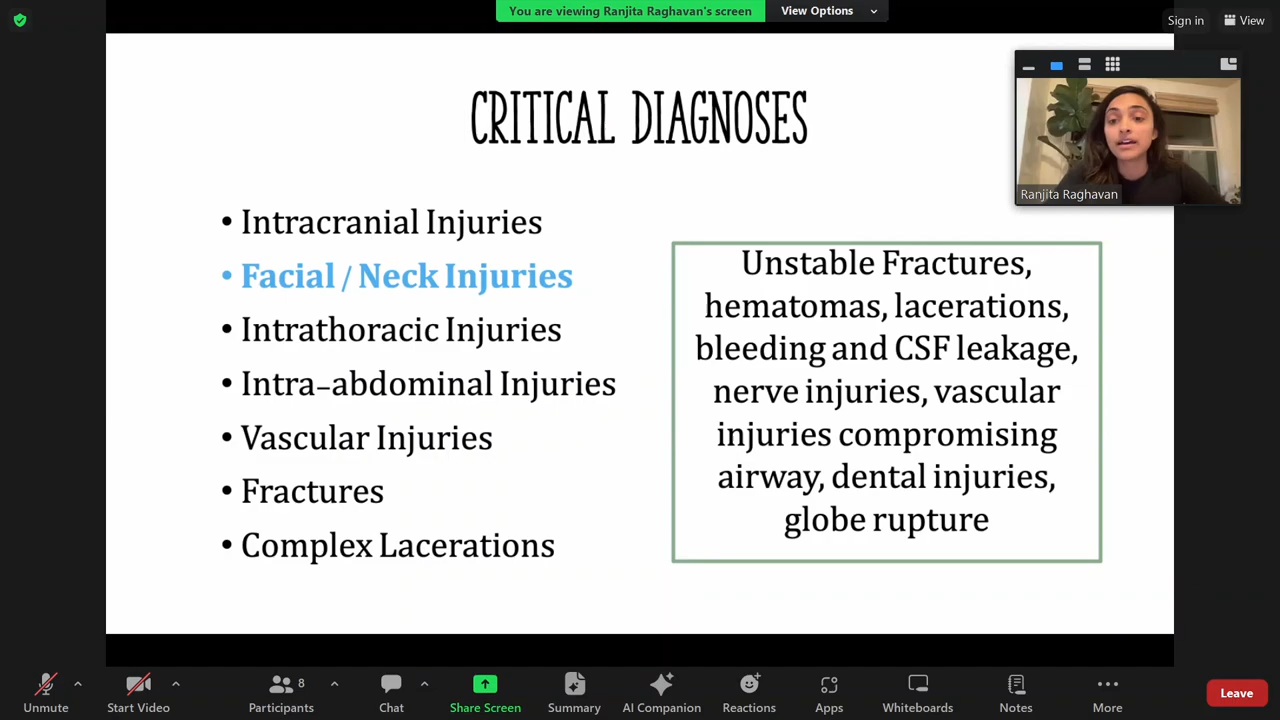 You are viewing Ranjita Raghavan's screen
View Options
Sign in
View
CRITICAL DIAGNOSES
Ranjita Raghavan
• Intracranial Injuries
• Facial / Neck Injuries
• Intrathoracic Injuries
• Intra–abdominal Injuries
• Vascular Injuries
• Fractures
• Complex Lacerations
Unstable Fractures,
hematomas, lacerations,
bleeding and CSF leakage,
nerve injuries, vascular
injuries compromising
airway, dental injuries,
globe rupture
Unmute
Start Video
8
Participants
Chat
Share Screen
Summary
AI Companion
Reactions
Apps
Whiteboards
Notes
More
Leave